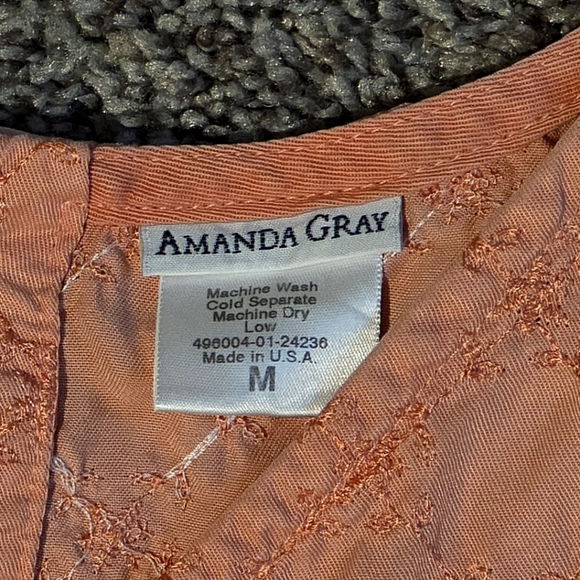 AMANDA GRAY
Machine Wash
Cold Separate
Machine Dry
Low
496004-01-24236
Made in U.S.A.
M